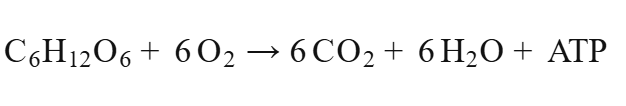 C₆H₁₂O₆ + 6 O₂ → 6 CO₂ + 6 H₂O + ATP